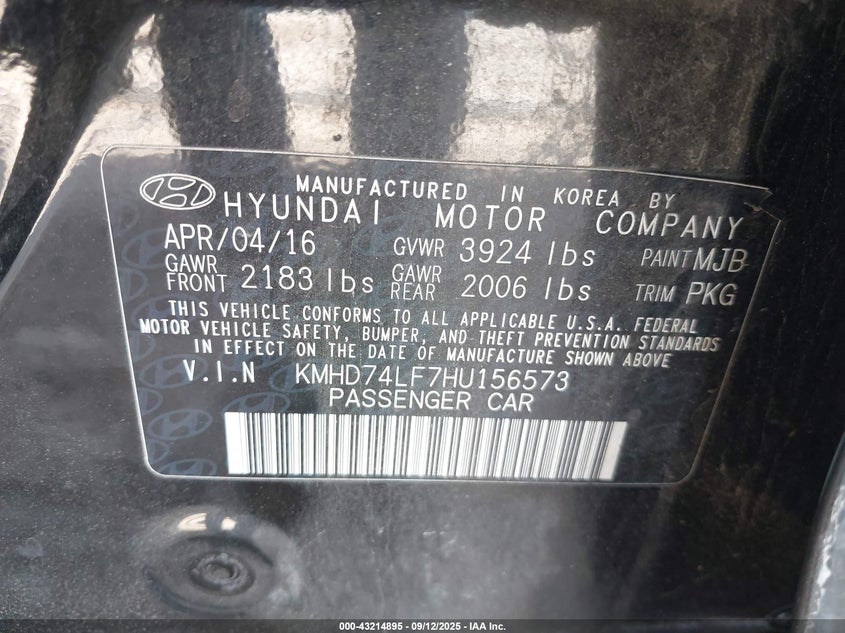 MANUFACTURED IN KOREA BY
HYUNDAI MOTOR COMPANY
APR/04/16 GVWR 3924 lbs PAINT MJB
GAWR FRONT 2183 lbs GAWR REAR 2006 lbs TRIM PKG
THIS VEHICLE CONFORMS TO ALL APPLICABLE U.S.A. FEDERAL
MOTOR VEHICLE SAFETY, BUMPER, AND THEFT PREVENTION STANDARDS
IN EFFECT ON THE DATE OF MANUFACTURE SHOWN ABOVE
V.I.N KMHD74LF7HU156573
PASSENGER CAR
000-43214895 - 09/12/2025 - IAA Inc.